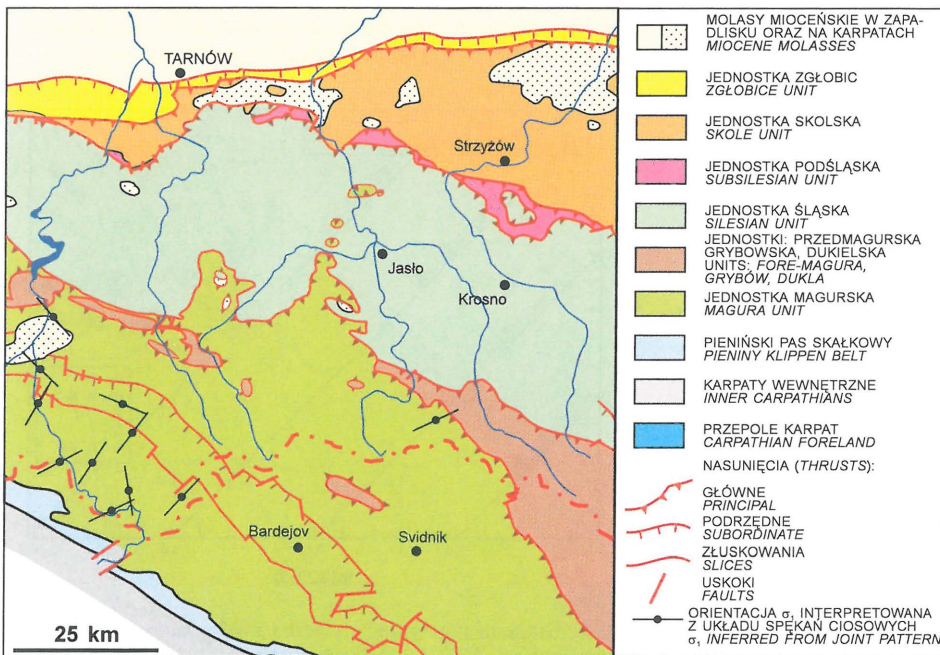 TARNÓW
Strzyżów
Jasło
Krosno
Bardejov
Svidnik
25 km
MOLASY MIOCEŃSKIE W ZAPA-
DLISKU ORAZ NA KARPATACH
MIOCENE MOLASSES
JEDNOSTKA ZGŁOBIC
ZGŁOBICE UNIT
JEDNOSTKA SKOLSKA
SKOLE UNIT
JEDNOSTKA PODŚLĄSKA
SUBSILESIAN UNIT
JEDNOSTKA ŚLĄSKA
SILESIAN UNIT
JEDNOSTKI: PRZEDMAGURSKA
GRYBOWSKA, DUKIELSKA
UNITS: FORE-MAGURA,
GRYBÓW, DUKLA
JEDNOSTKA MAGURSKA
MAGURA UNIT
PIENIŃSKI PAS SKAŁKOWY
PIENINY KLIPPEN BELT
KARPATY WEWNĘTRZNE
INNER CARPATHIANS
PRZEPOLE KARPAT
CARPATHIAN FORELAND
NASUNIĘCIA (THRUSTS):
GŁÓWNE
PRINCIPAL
PODRZĘDNE
SUBORDINATE
ZŁUSKOWANIA
SLICES
USKOKI
FAULTS
ORIENTACJA σ₁ INTERPRETOWANA
Z UKŁADU SPĘKAŃ CIOSOWYCH
σ₁ INFERRED FROM JOINT PATTERN